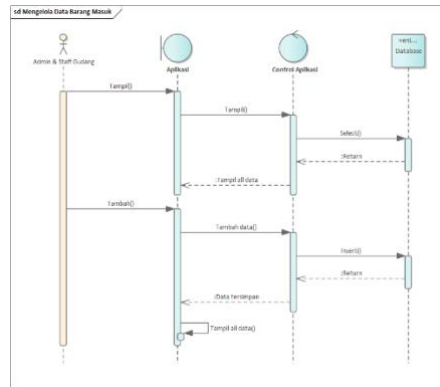 sd Mengelola Data Barang Masuk
«enti...
Database
Admin & Staff Gudang
Aplikasi
Control Aplikasi
Tampil()
Tampil()
Select()
:Return
:Tampil all data
Tambah()
Tambah data()
Insert()
:Return
:Data tersimpan
Tampil all data()